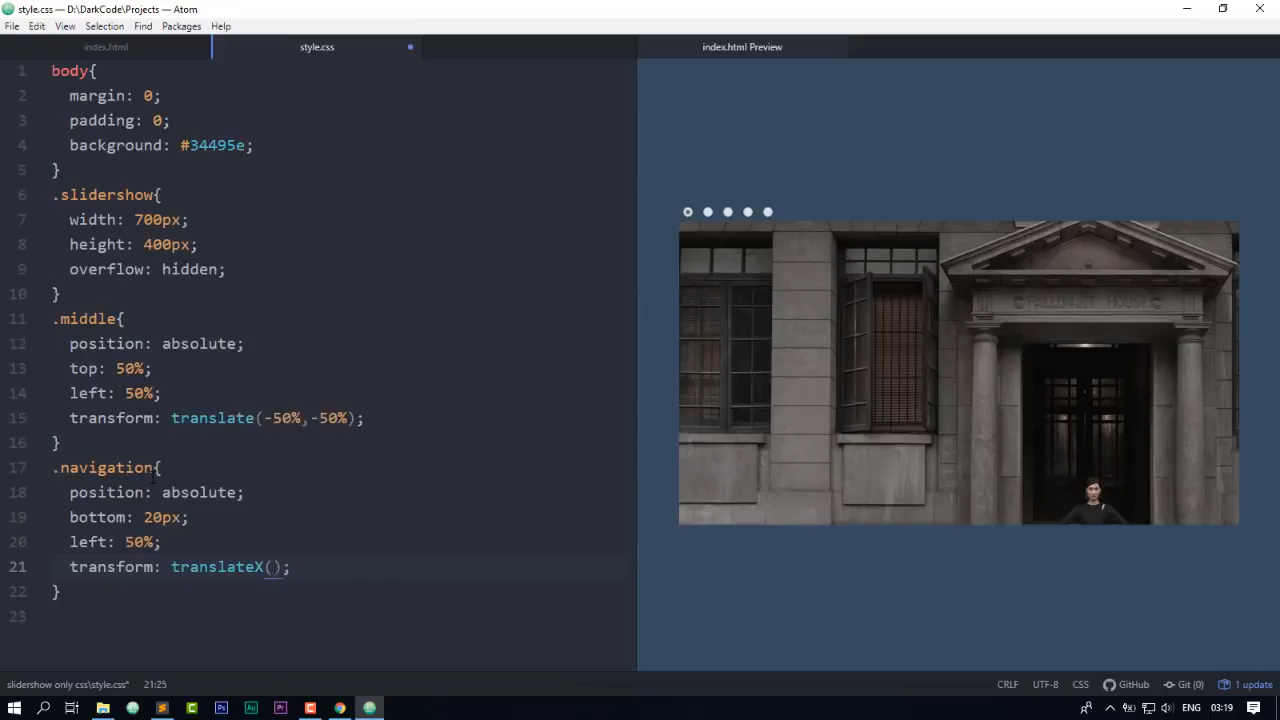 style.css — D:\DarkCode\Projects — Atom
File Edit View Selection Find Packages Help
index.html style.css index.html Preview
1 body{
2 margin: 0;
3 padding: 0;
4 background: #34495e;
5 }
6 .slidershow{
7 width: 700px;
8 height: 400px;
9 overflow: hidden;
10 }
11 .middle{
12 position: absolute;
13 top: 50%;
14 left: 50%;
15 transform: translate(-50%,-50%);
16 }
17 .navigation{
18 position: absolute;
19 bottom: 20px;
20 left: 50%;
21 transform: translateX();
22 }
23
slidershow only css\style.css* 21:25 CRLF UTF-8 CSS GitHub Git (0) 1 update
Ps Au Pr ENG 03:19